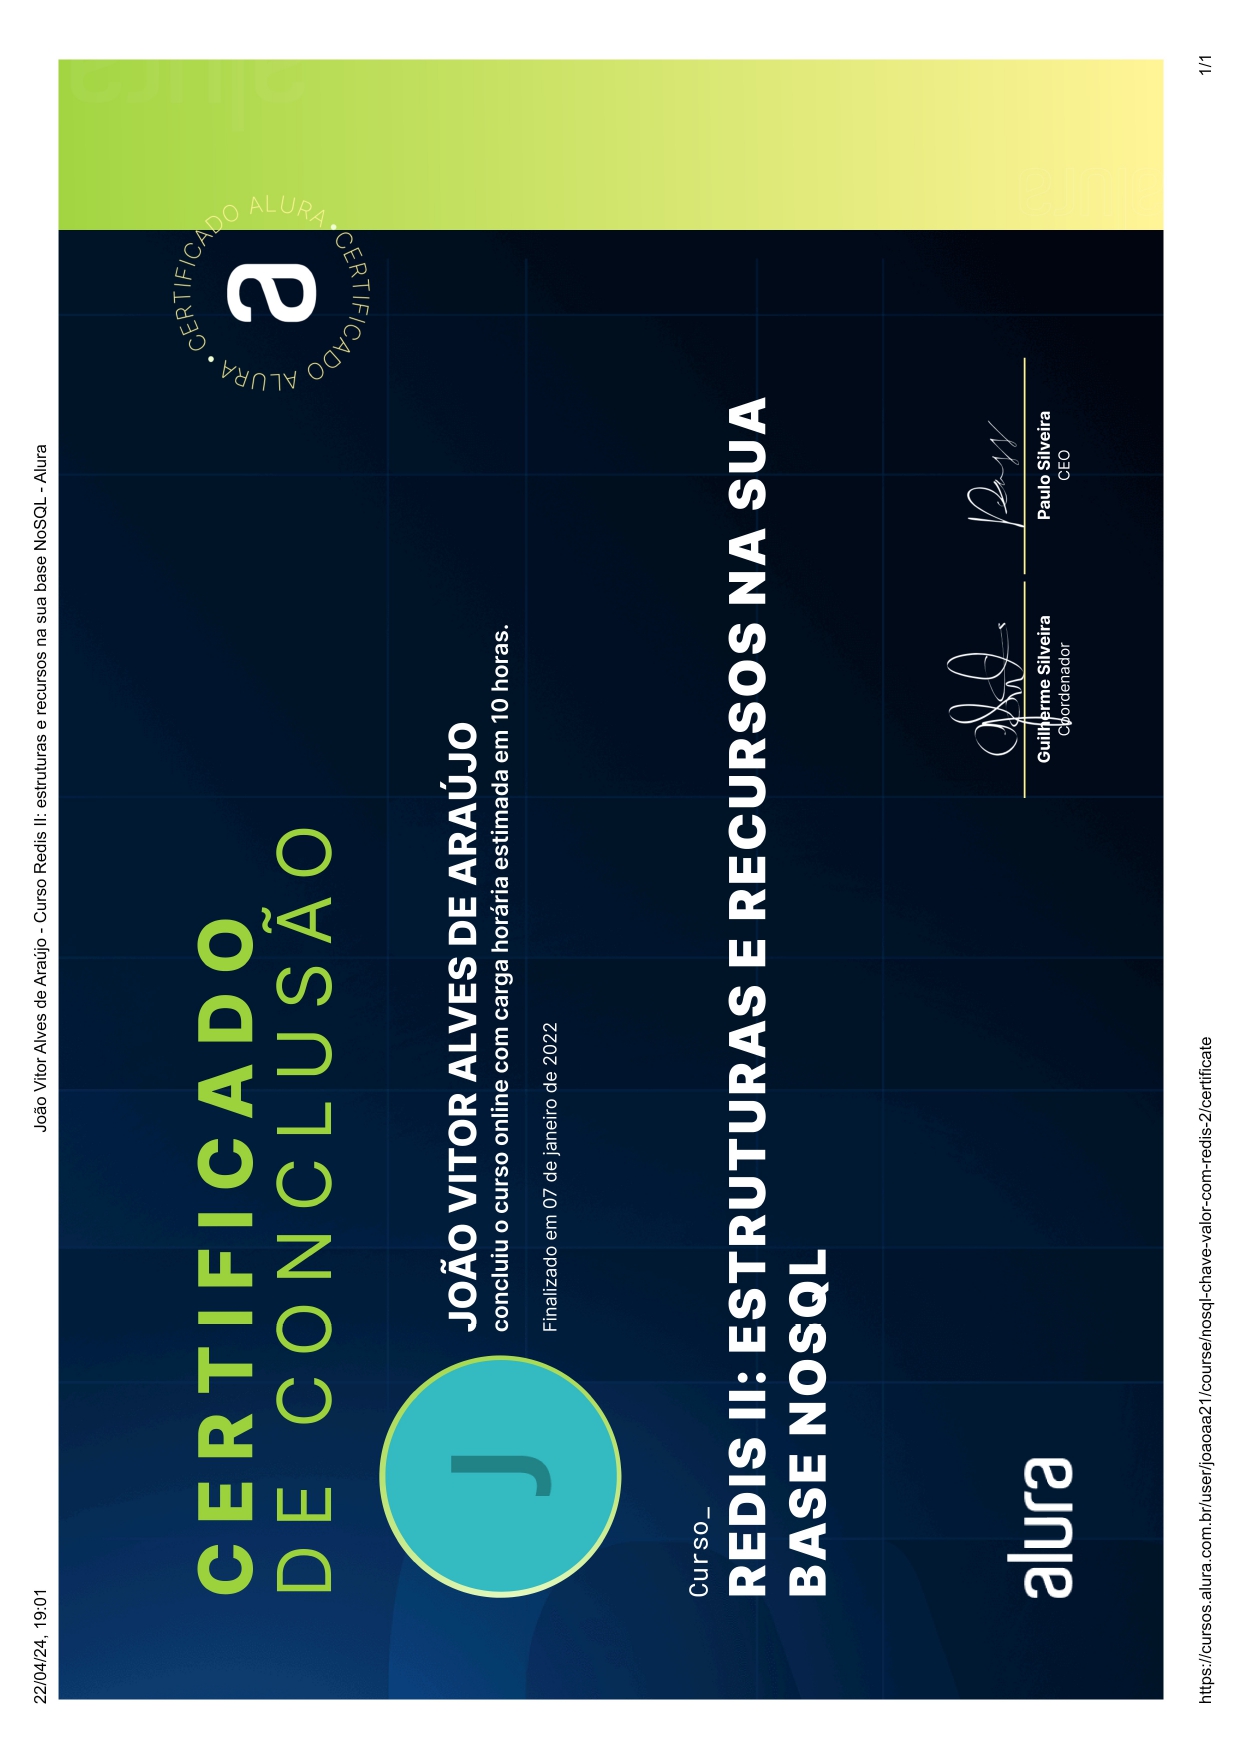 22/04/24, 19:01
João Vitor Alves de Araújo - Curso Redis II: estruturas e recursos na sua base NoSQL - Alura
CERTIFICADO
DE CONCLUSÃO
CERTIFICADO ALURA • CERTIFICADO ALURA •
a
J
JOÃO VITOR ALVES DE ARAÚJO
concluiu o curso online com carga horária estimada em 10 horas.
Finalizado em 07 de janeiro de 2022
Curso_
REDIS II: ESTRUTURAS E RECURSOS NA SUA
BASE NOSQL
alura
Guilherme Silveira
Coordenador
Paulo Silveira
CEO
https://cursos.alura.com.br/user/joaoaa21/course/nosql-chave-valor-com-redis-2/certificate
1/1